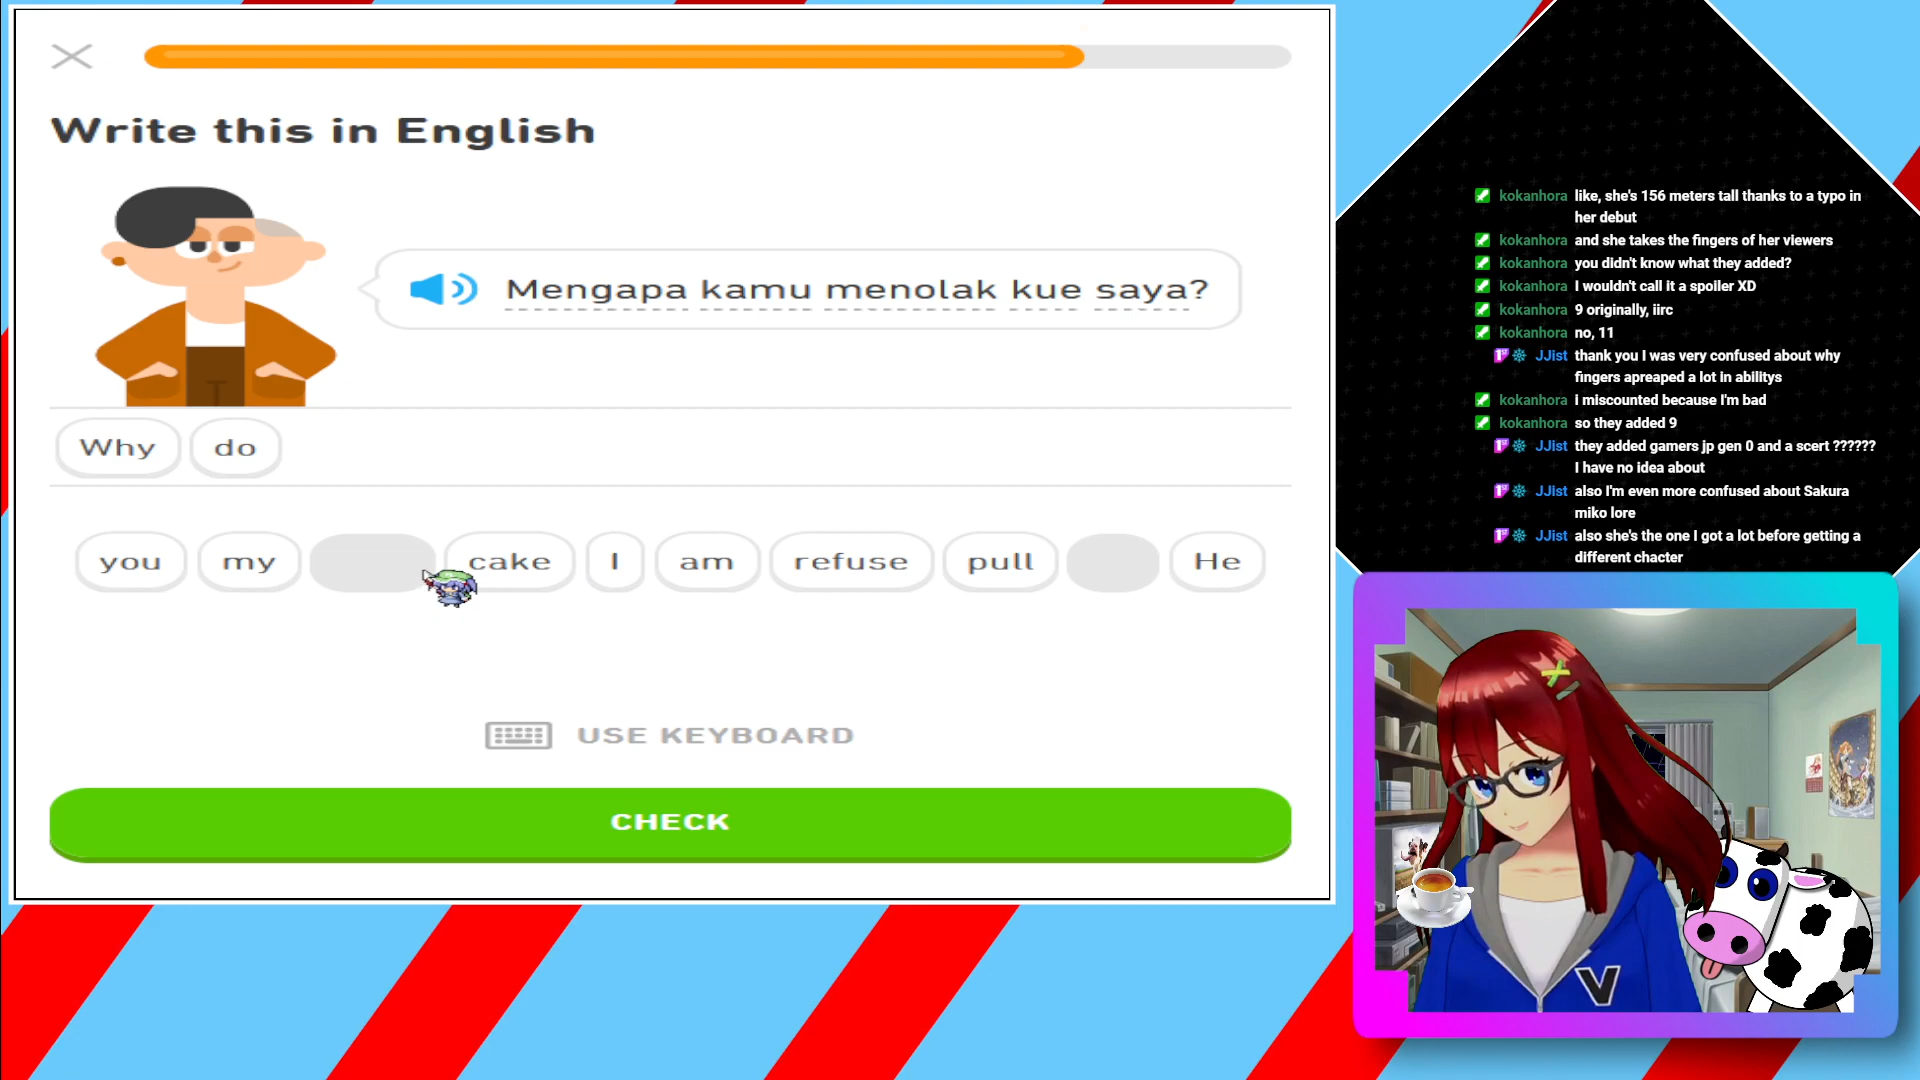 Write this in English
Mengapa kamu menolak kue saya?
Why do
you my cake I am refuse pull He
USE KEYBOARD
CHECK
kokanhora like, she's 156 meters tall thanks to a typo in
her debut
kokanhora and she takes the fingers of her viewers
kokanhora you didn't know what they added?
kokanhora I wouldn't call it a spoiler XD
kokanhora 9 originally, iirc
kokanhora no, 11
JJist thank you I was very confused about why
fingers apreaped a lot in abilitys
kokanhora i miscounted because I'm bad
kokanhora so they added 9
JJist they added gamers jp gen 0 and a scert ??????
I have no idea about
JJist also I'm even more confused about Sakura
miko lore
JJist also she's the one I got a lot before getting a
different chacter
V